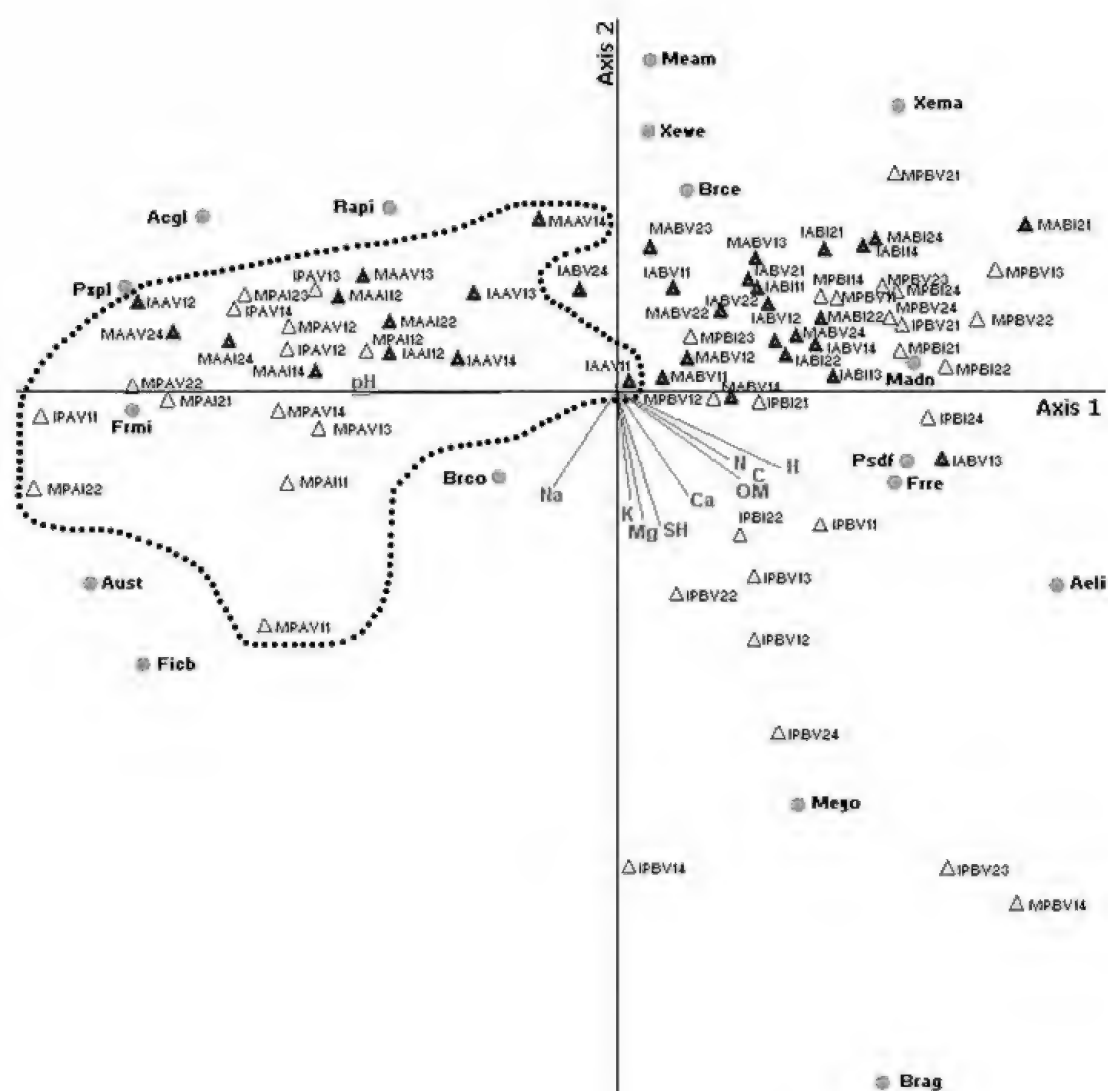 Axis 2
Meam
Xema
Xewe
MPBV21
Brce
Acgl
Rapi
MAAV14
MABI21
MABV23
MABV13
IABI21
MABI24
IABI14
IPAV13
MAAV13
IABV24
IABV11
IABV21
MPBV13
Pspl
MPAI23
MAAI12
IAAV13
IABI11
MPBI14
MPBV23
MPBI24
IAAV12
IPAV14
MABV22
IABV22
MPBV11
MPAV12
MAAI22
IABV12
MABI22
MPBV24
MPBV22
MAAV24
IPBV21
MPBI23
MABV24
MAAI24
MPAI12
IABV14
IPAV12
IAAI12
IAAV14
MABV12
IABI22
MPBI21
MAAI14
IAAV11
Madn
MPBI22
MPAV22
pH
MABV11
IABI13
MABV14
MPAI21
MPBV12
IPBI21
Axis 1
IPAV11
Frmi
MPAV14
IPBI24
MPAV13
Psdf
IABV13
N
C
H
Brco
Frre
MPAI22
MPAI11
Na
OM
Ca
K
Mg
SH
IPBI22
IPBV11
Aust
IPBV13
Aeli
IPBV22
MPAV11
IPBV12
Ficb
IPBV24
Mego
IPBV14
IPBV23
MPBV14
Brag